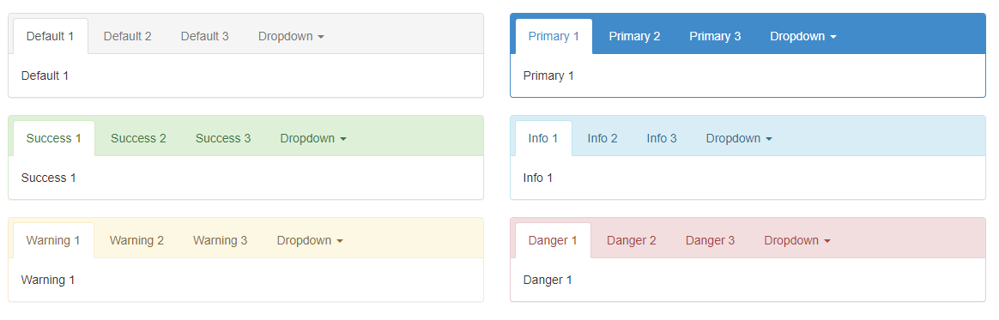 Default 1 Default 2 Default 3 Dropdown
Default 1
Primary 1 Primary 2 Primary 3 Dropdown
Primary 1
Success 1 Success 2 Success 3 Dropdown
Success 1
Info 1 Info 2 Info 3 Dropdown
Info 1
Warning 1 Warning 2 Warning 3 Dropdown
Warning 1
Danger 1 Danger 2 Danger 3 Dropdown
Danger 1